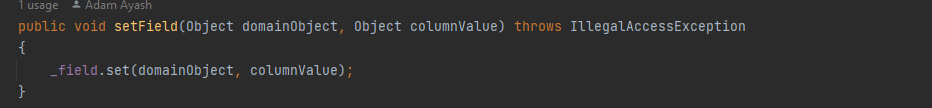 1 usage Adam Ayash
public void setField(Object domainObject, Object columnValue) throws IllegalAccessException
{
    _field.set(domainObject, columnValue);
}